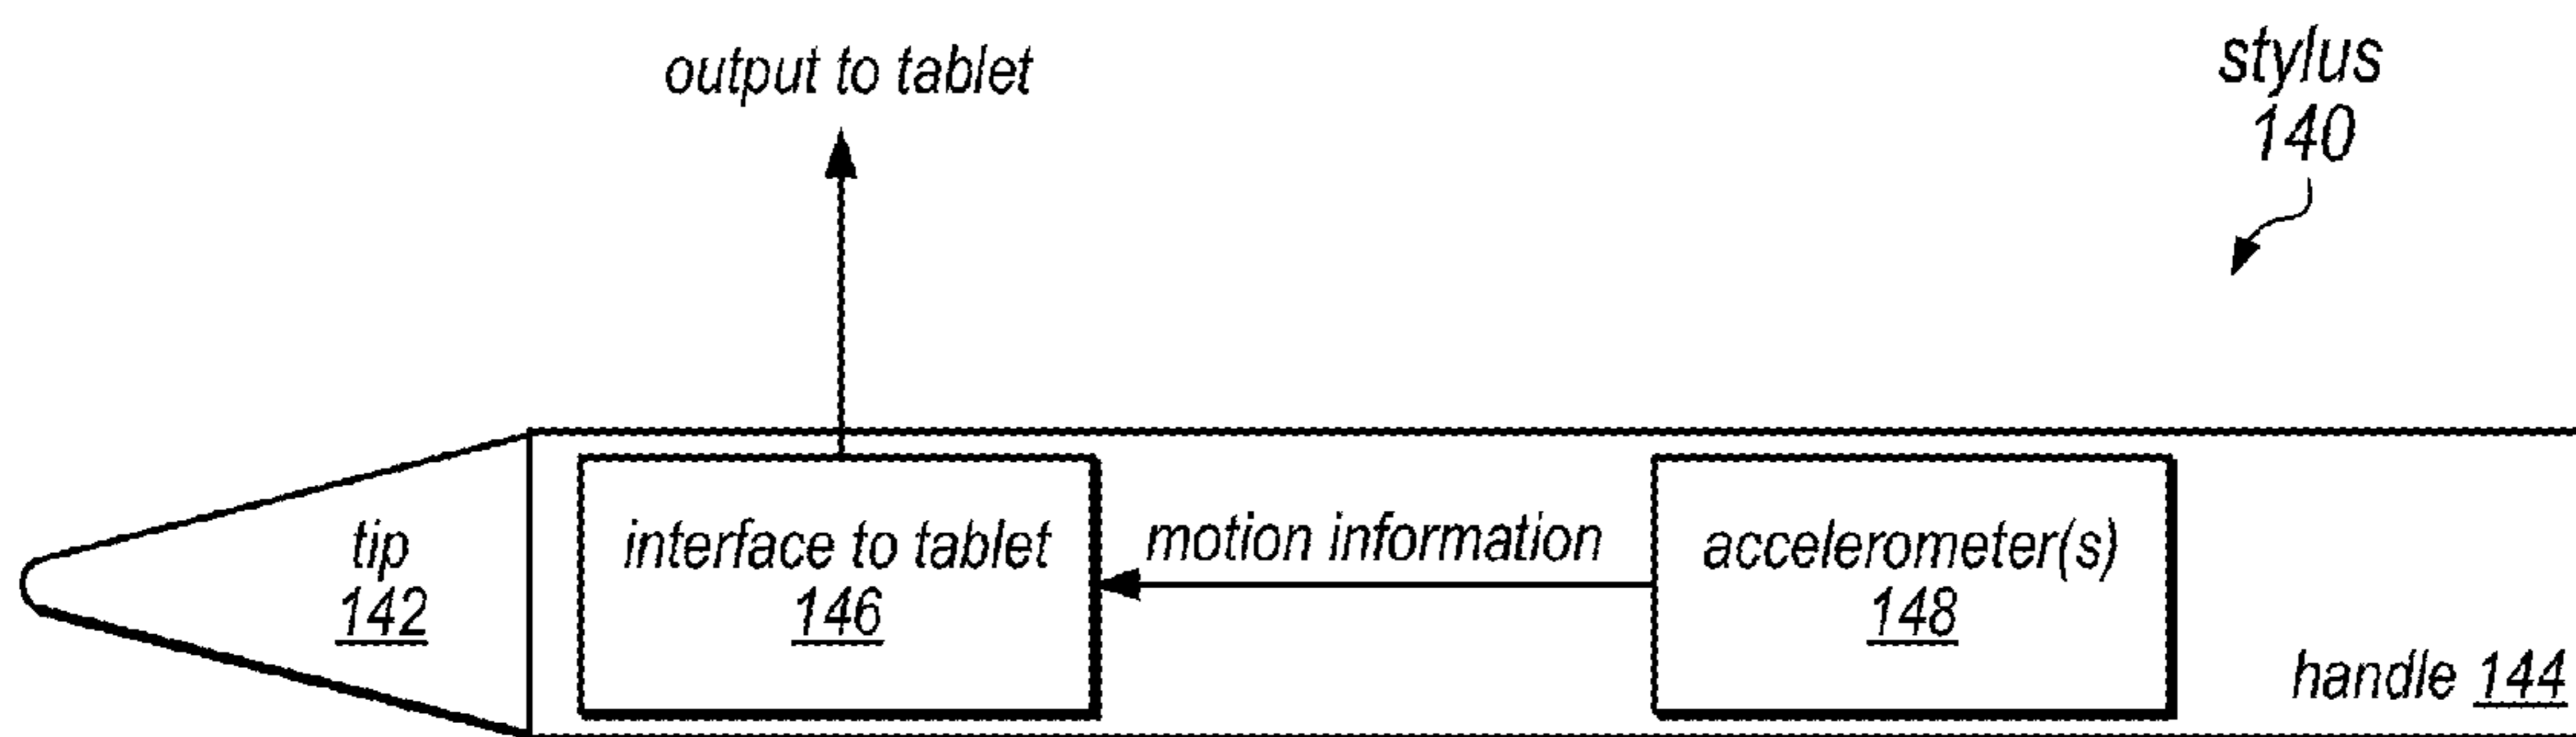 output to tablet
stylus
140
tip
142
interface to tablet
146
motion information
accelerometer(s)
148
handle 144